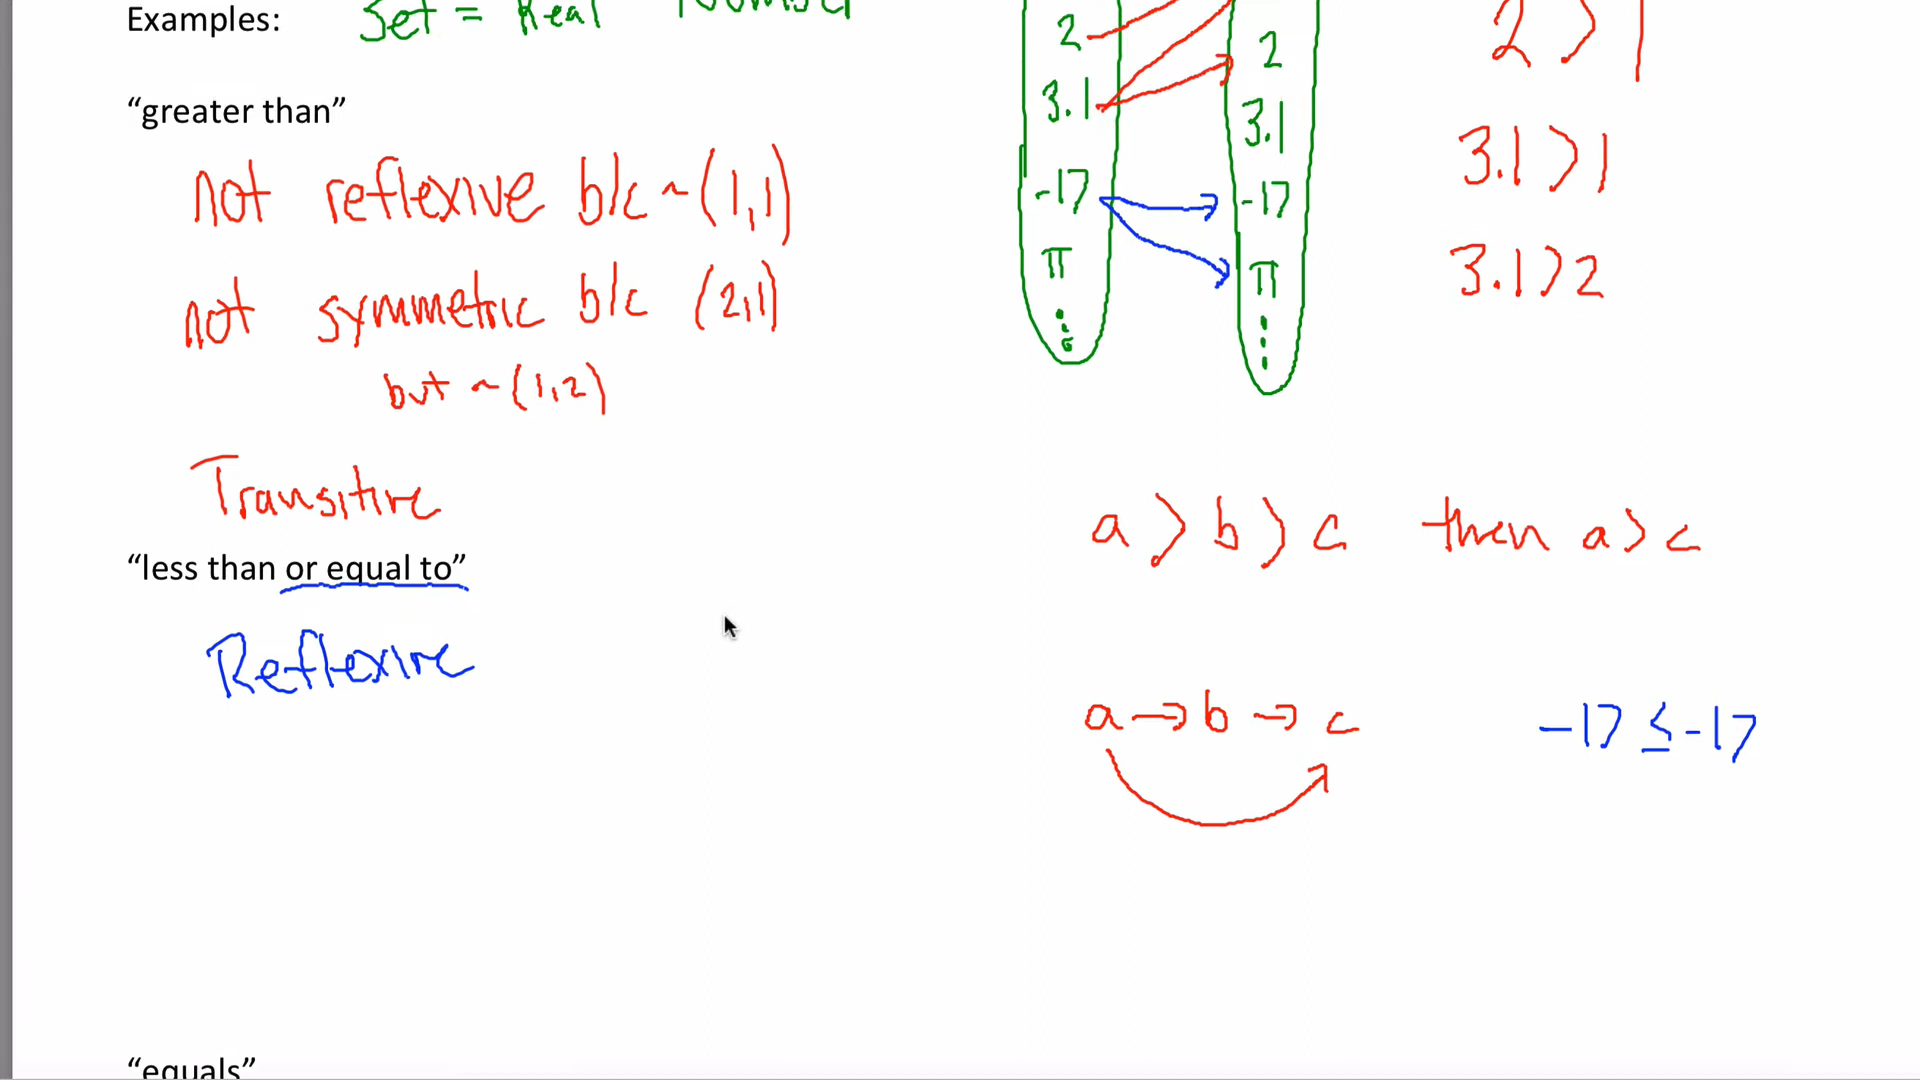 Examples: Set = Real Number
"greater than"
not reflexive b/c ~(1,1)
not symmetric b/c (2,1)
but ~(1,2)
Transitive
"less than or equal to"
Reflexive
"equals"
2
3.1
-17
π
2
3.1
-17
π
2 > 1
3.1 > 1
3.1 > 2
a > b > c then a > c
a → b → c
-17 ≤ -17